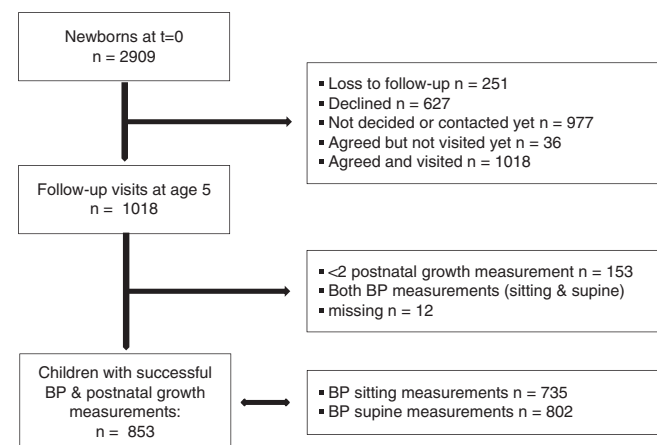 Newborns at t=0
n = 2909
▪ Loss to follow-up n = 251
▪ Declined n = 627
▪ Not decided or contacted yet n = 977
▪ Agreed but not visited yet n = 36
▪ Agreed and visited n = 1018
Follow-up visits at age 5
n = 1018
▪ <2 postnatal growth measurement n = 153
▪ Both BP measurements (sitting & supine)
▪ missing n = 12
Children with successful
BP & postnatal growth
measurements:
n = 853
▪ BP sitting measurements n = 735
▪ BP supine measurements n = 802